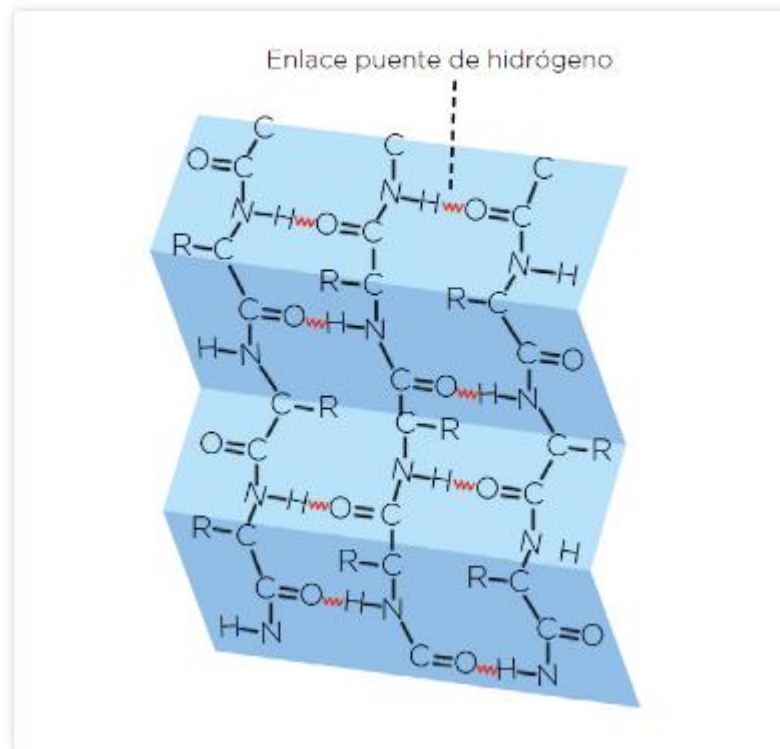 Enlace puente de hidrógeno
C C C
O=C N-H O=C
N-H O=C N-H
R-C R-C R-C
C=O H-N C=O
H-N C=O H-N
C-R C-R C-R
O=C N-H O=C
N-H O=C N H
R-C R-C R-C
C=O H-N C=O
H-N C=O H-N